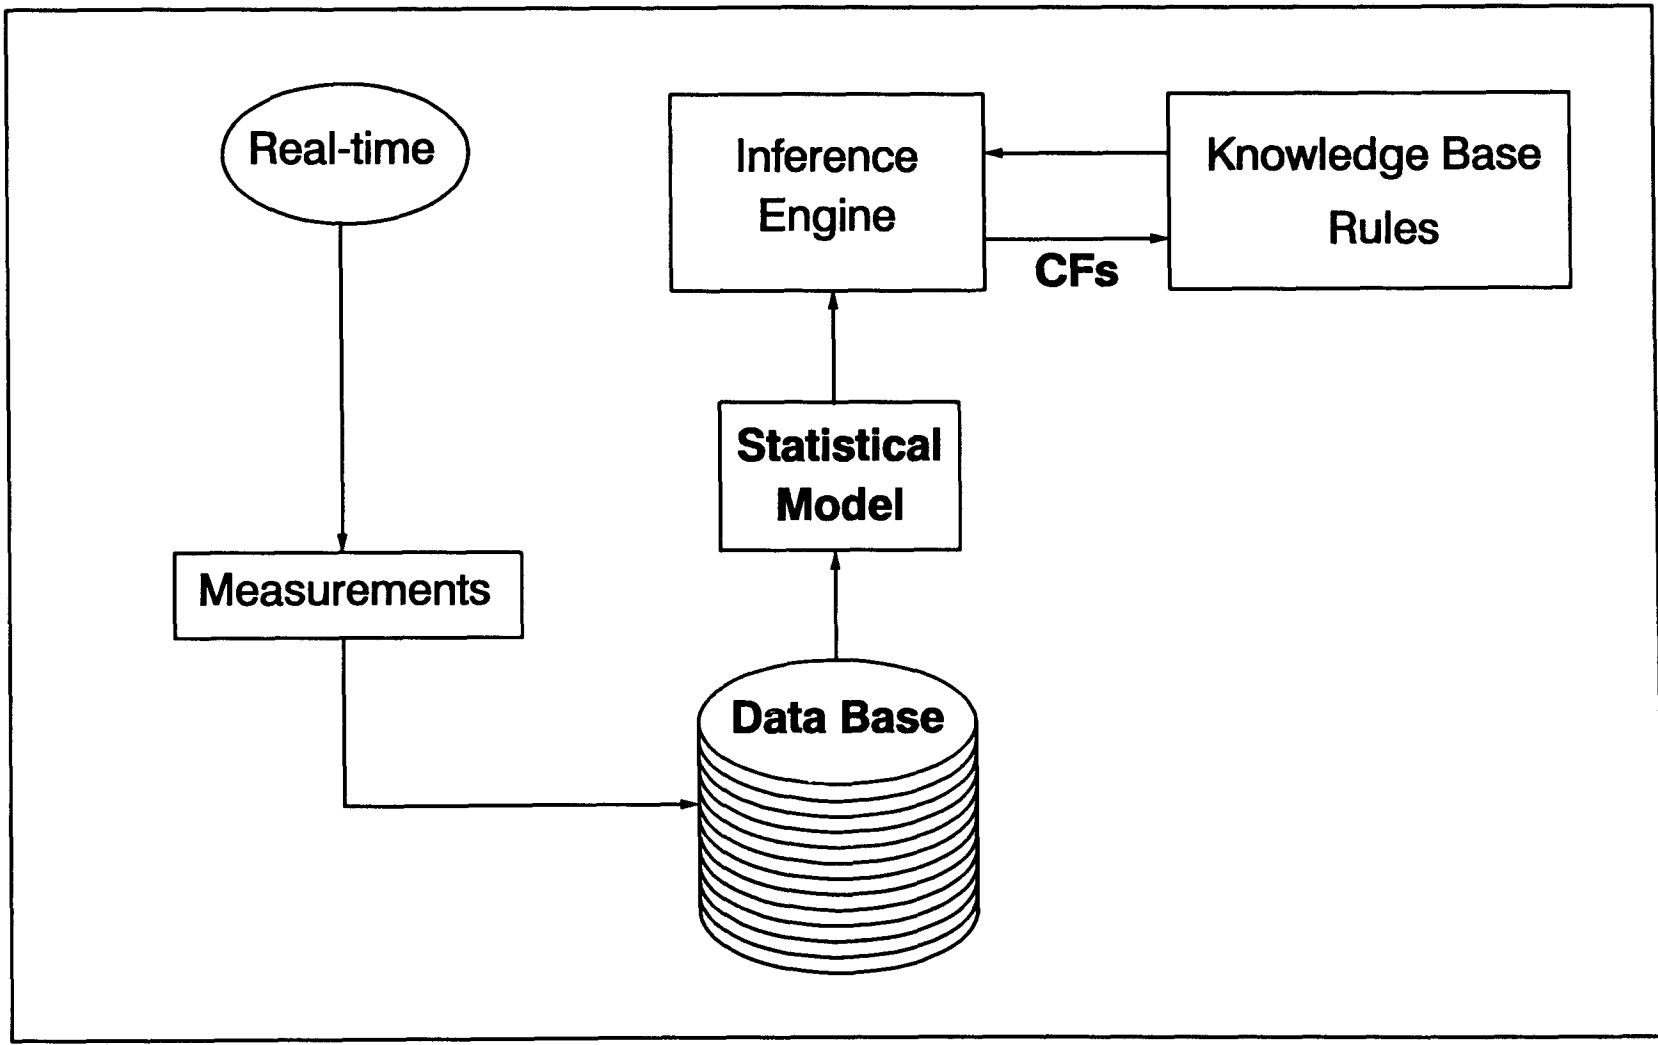 Real-time
Inference
Engine
Knowledge Base
Rules
CFs
Statistical
Model
Measurements
Data Base